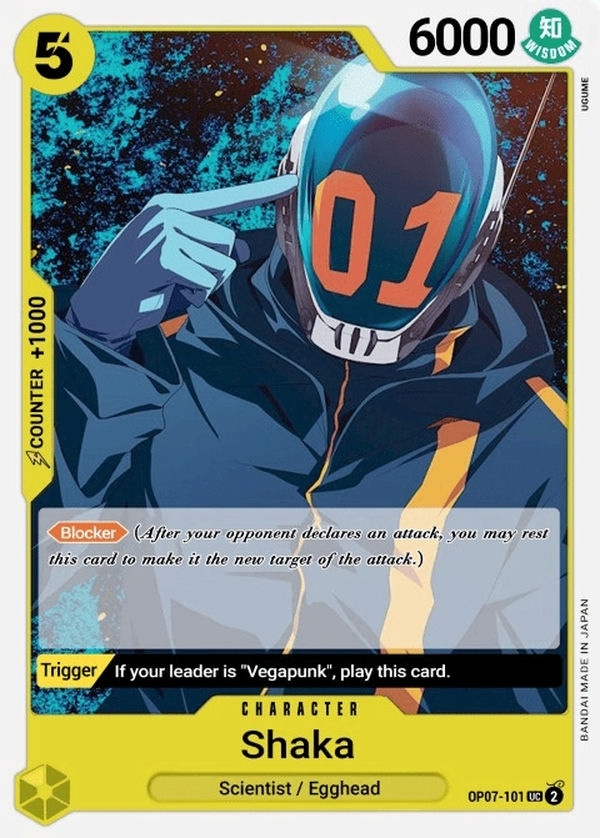 5
6000
知
WISDOM
UGUME
01
COUNTER +1000
Blocker (After your opponent declares an attack, you may rest
this card to make it the new target of the attack.)
Trigger If your leader is "Vegapunk", play this card.
BANDAI MADE IN JAPAN
CHARACTER
Shaka
Scientist / Egghead
OP07-101 UC 2